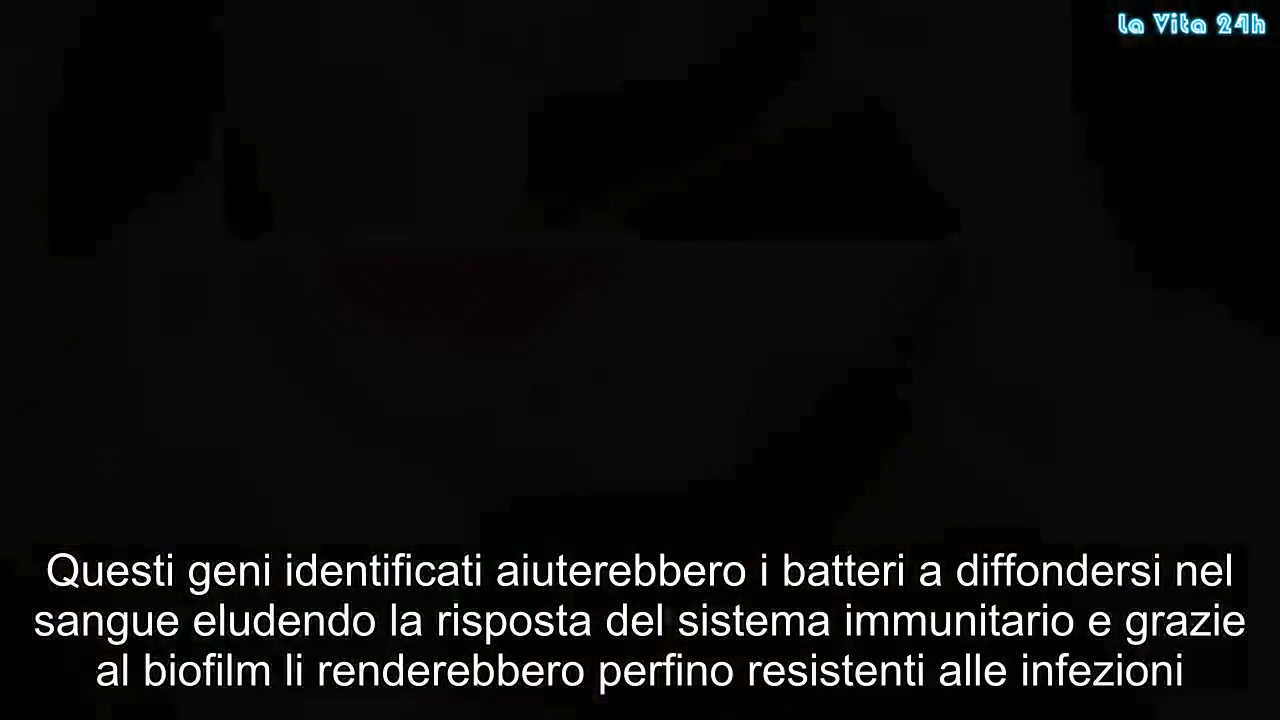 La Vita 24h
Questi geni identificati aiuterebbero i batteri a diffondersi nel
sangue eludendo la risposta del sistema immunitario e grazie
al biofilm li renderebbero perfino resistenti alle infezioni